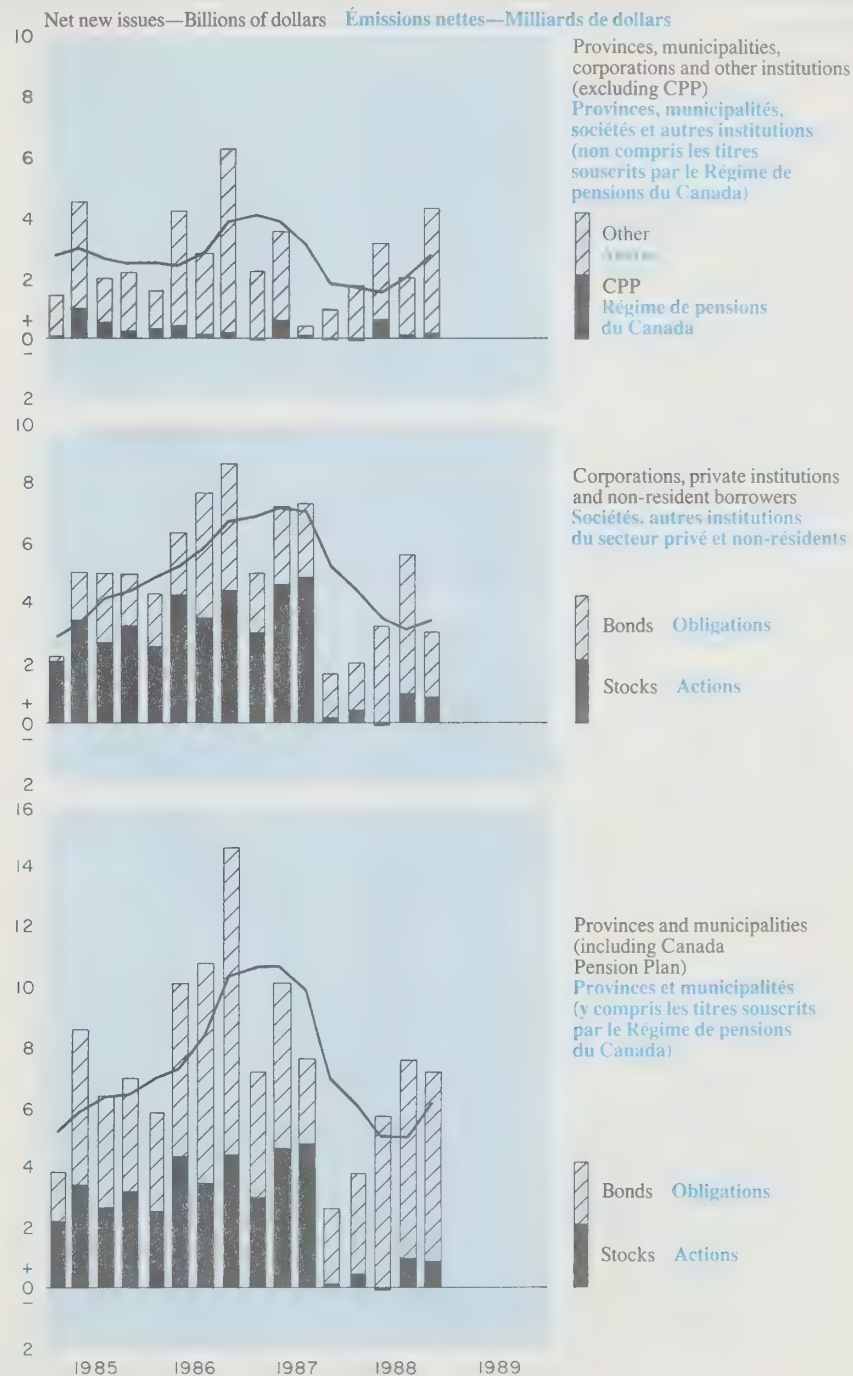 Net new issues—Billions of dollars Émissions nettes—Milliards de dollars
10
8
6
4
2
+
0
−
2
Provinces, municipalities,
corporations and other institutions
(excluding CPP)
Provinces, municipalités,
sociétés et autres institutions
(non compris les titres
souscrits par le Régime de
pensions du Canada)
Other
CPP
Régime de pensions
du Canada
10
8
6
4
2
+
0
−
2
Corporations, private institutions
and non-resident borrowers
Sociétés, autres institutions
du secteur privé et non-résidents
Bonds Obligations
Stocks Actions
16
14
12
10
8
6
4
2
+
0
−
2
Provinces and municipalities
(including Canada
Pension Plan)
Provinces et municipalités
(y compris les titres souscrits
par le Régime de pensions
du Canada)
Bonds Obligations
Stocks Actions
1985 1986 1987 1988 1989